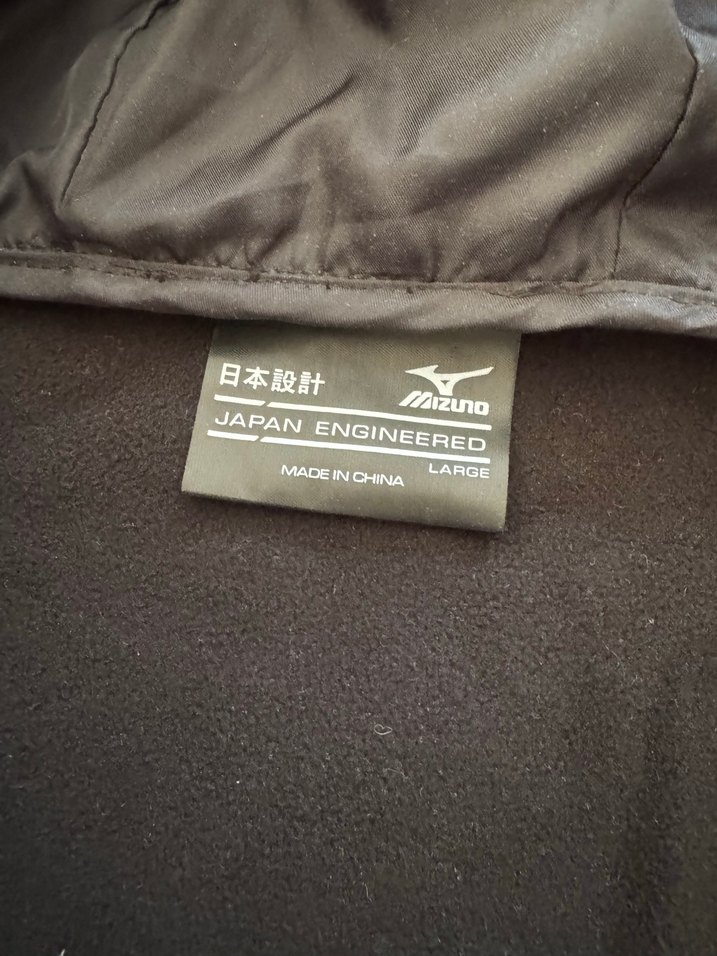 日本設計
MIZUNO
JAPAN ENGINEERED
LARGE
MADE IN CHINA